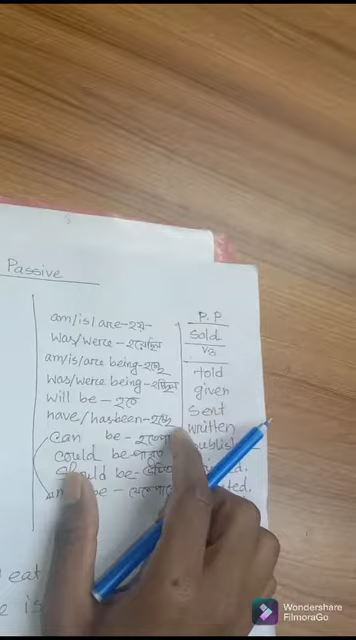 Passive
am/is/are-হয়-
was/were-হয়েছিল
am/is/are being-হচ্ছে
was/were being-হচ্ছিল
will be-হবে
have/has been-হয়েছে
can be-
could be-
Should be-উচিত
be-
P.P
Sold
V3
told
given
Sent
written
eat
is
Wondershare
FilmoraGo